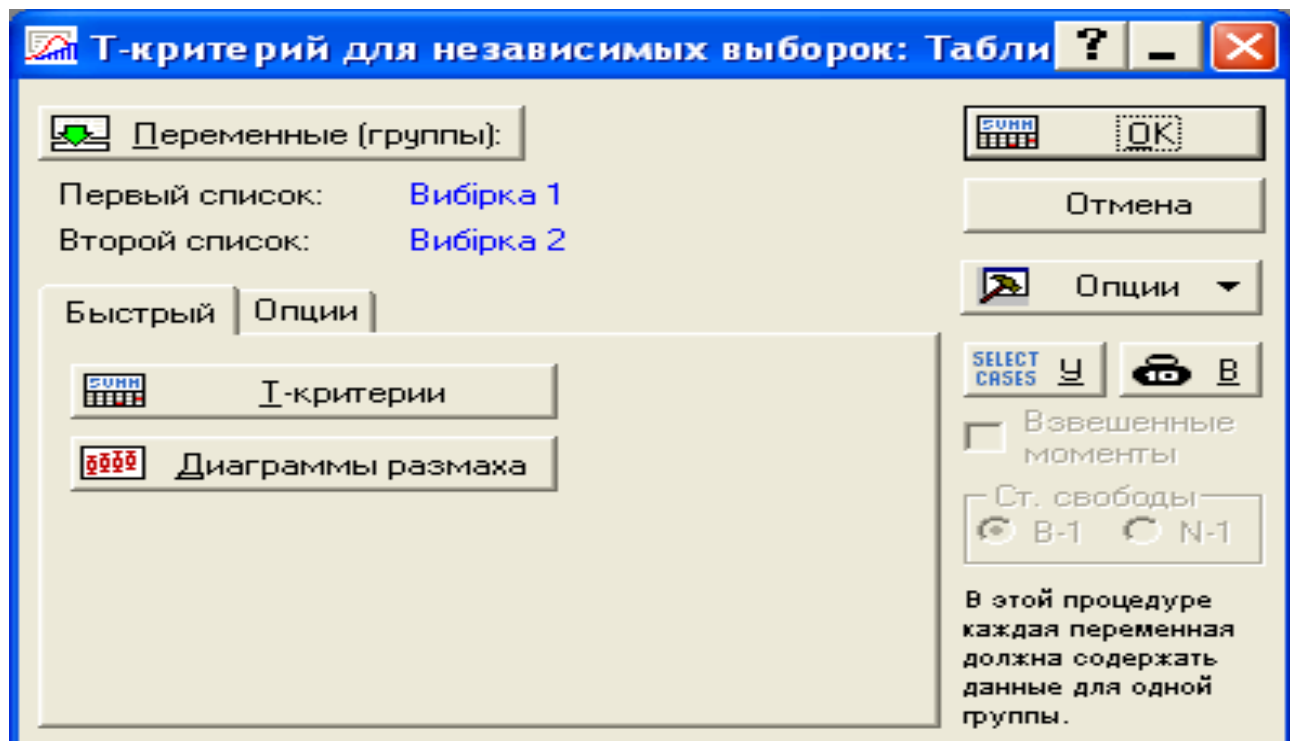 Т-критерий для независимых выборок: Табли
Переменные (группы):
Первый список: Вибірка 1
Второй список: Вибірка 2
Быстрый
Опции
Т-критерии
Диаграммы размаха
SUMM
OK
Отмена
Опции
SELECT CASES У
В
Взвешенные
моменты
Ст. свободы
В-1
N-1
В этой процедуре
каждая переменная
должна содержать
данные для одной
группы.